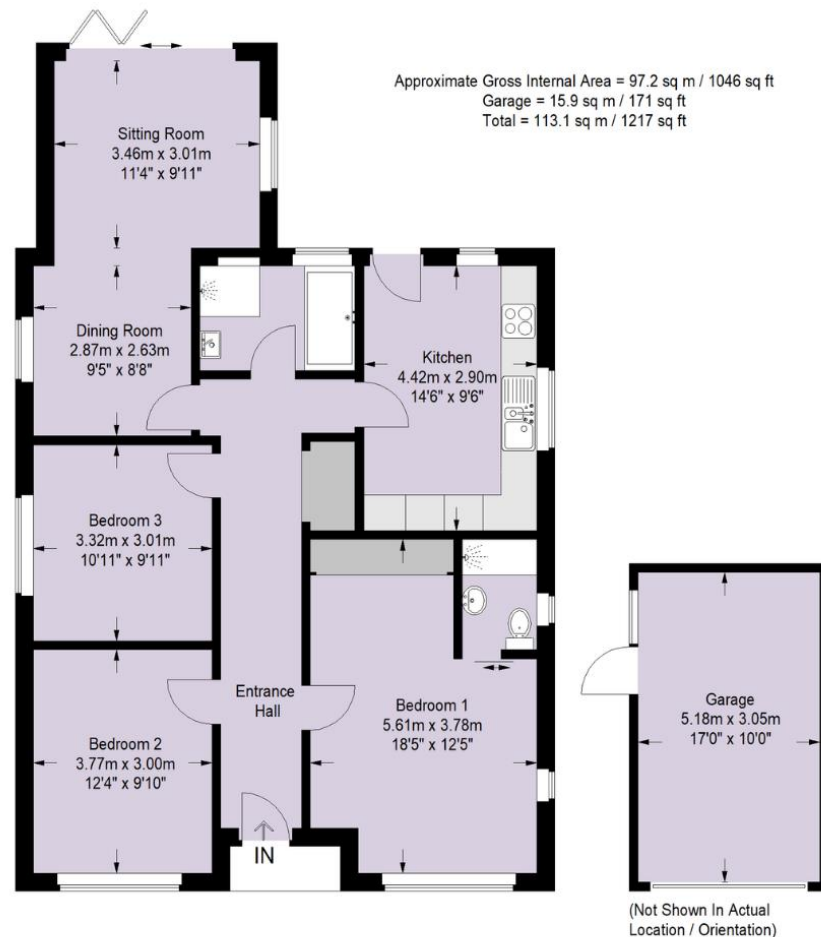 Approximate Gross Internal Area = 97.2 sq m / 1046 sq ft
Garage = 15.9 sq m / 171 sq ft
Total = 113.1 sq m / 1217 sq ft
Sitting Room
3.46m x 3.01m
11'4" x 9'11"
Dining Room
2.87m x 2.63m
9'5" x 8'8"
Kitchen
4.42m x 2.90m
14'6" x 9'6"
Bedroom 3
3.32m x 3.01m
10'11" x 9'11"
Entrance
Hall
Bedroom 1
5.61m x 3.78m
18'5" x 12'5"
Bedroom 2
3.77m x 3.00m
12'4" x 9'10"
IN
Garage
5.18m x 3.05m
17'0" x 10'0"
(Not Shown In Actual
Location / Orientation)